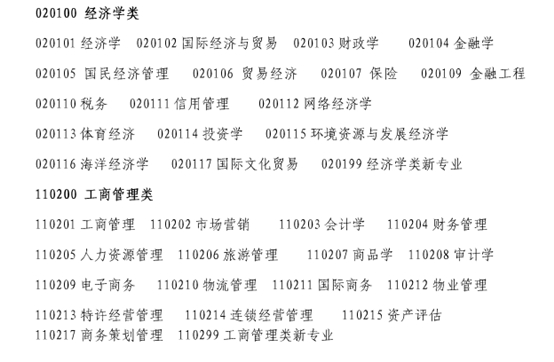 020100 经济学类
020101 经济学 020102 国际经济与贸易 020103 财政学 020104 金融学
020105 国民经济管理 020106 贸易经济 020107 保险 020109 金融工程
020110 税务 020111 信用管理 020112 网络经济学
020113 体育经济 020114 投资学 020115 环境资源与发展经济学
020116 海洋经济学 020117 国际文化贸易 020199 经济学类新专业
110200 工商管理类
110201 工商管理 110202 市场营销 110203 会计学 110204 财务管理
110205 人力资源管理 110206 旅游管理 110207 商品学 110208 审计学
110209 电子商务 110210 物流管理 110211 国际商务 110212 物业管理
110213 特许经营管理 110214 连锁经营管理 110215 资产评估
110217 商务策划管理 110299 工商管理类新专业